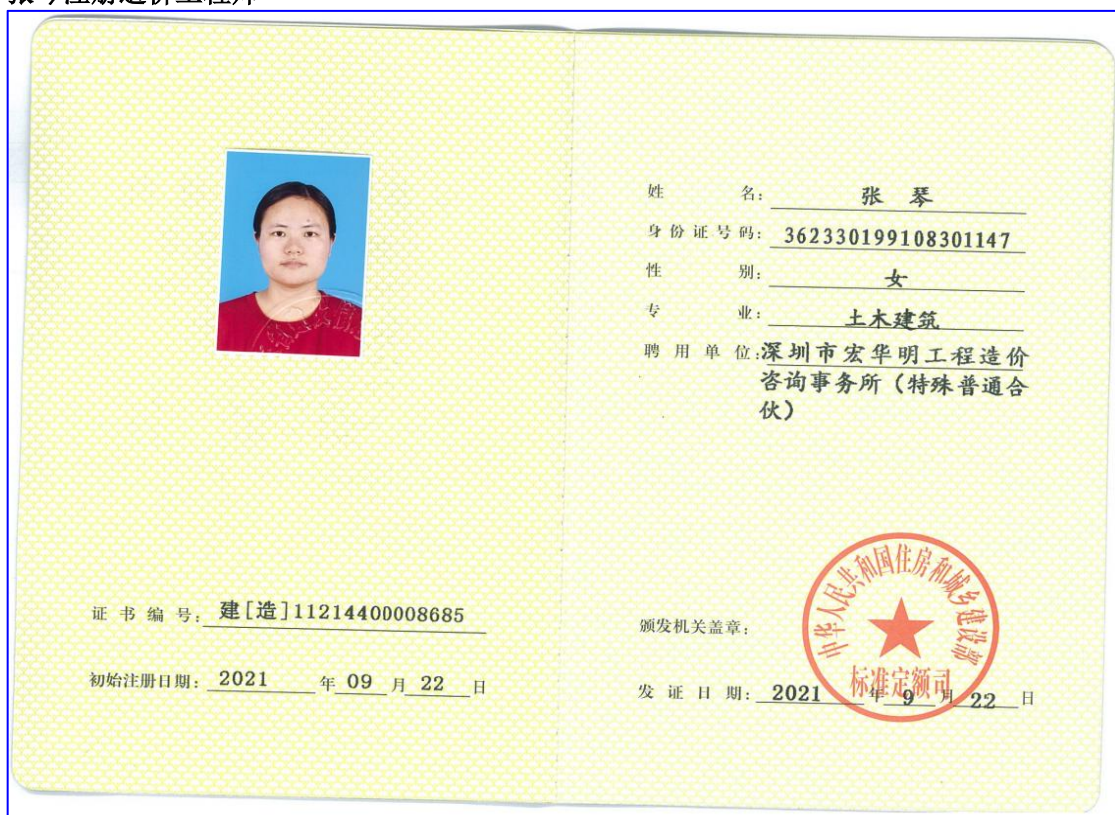 证 书 编 号: 建[造]11214400008685
初始注册日期: 2021 年 09 月 22 日
姓 名: 张 琴
身 份 证 号 码: 362330199108301147
性 别: 女
专 业: 土木建筑
聘 用 单 位:深圳市宏华明工程造价
咨询事务所(特殊普通合
伙)
颁发机关盖章:
中华人民共和国住房和城乡建设部
标准定额司
发 证 日 期: 2021 年 9 月 22 日